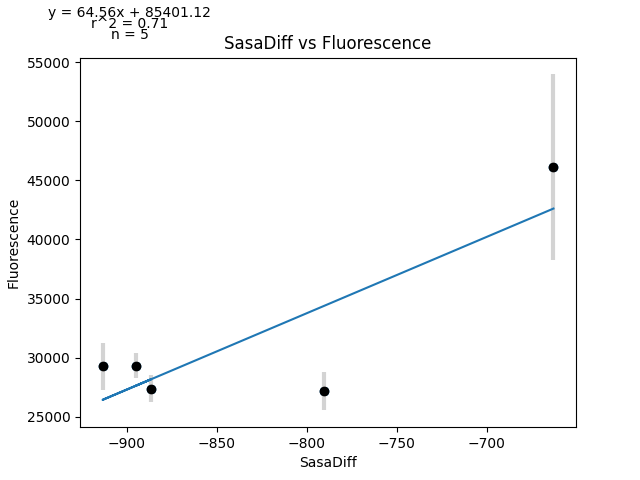 y = 64.56x + 85401.12
r^2 = 0.71
n = 5
SasaDiff vs Fluorescence
55000
50000
45000
40000
35000
30000
25000
Fluorescence
−900
−850
−800
−750
−700
SasaDiff